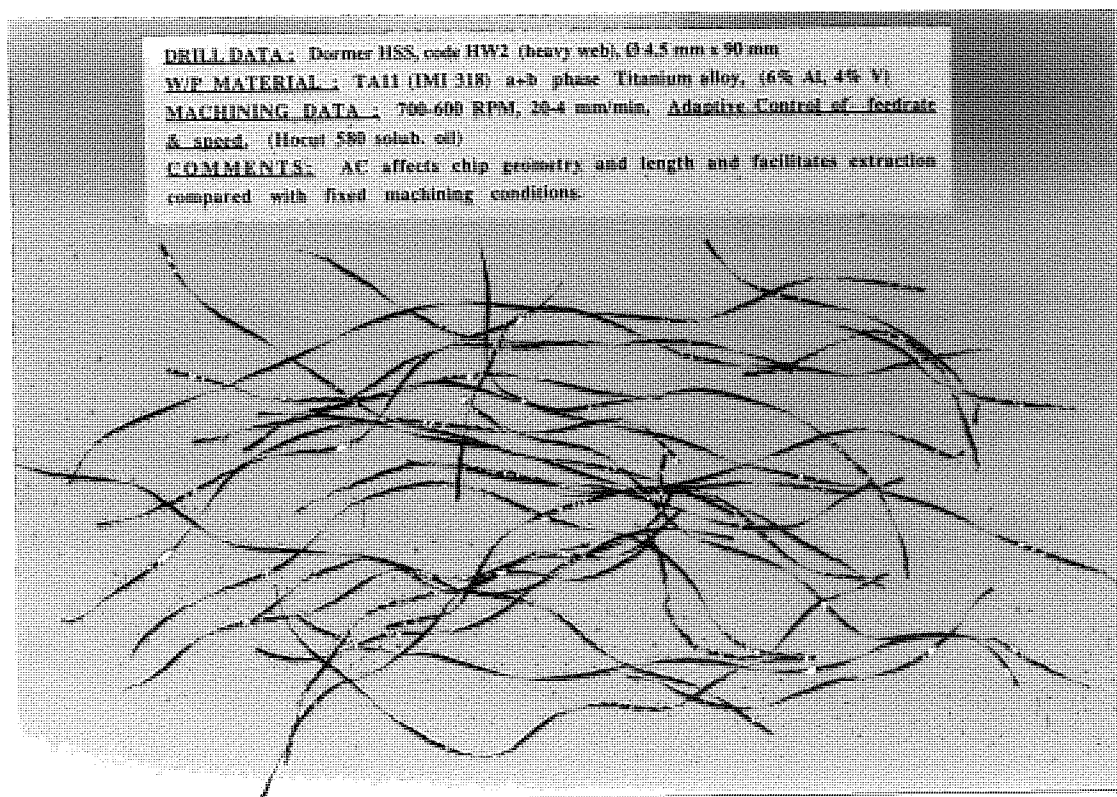 DRILL DATA : Dormer HSS, code HW2 (heavy web), Ø 4.5 mm x 90 mm
W/P MATERIAL : TA11 (IMI 318) a+b phase Titanium alloy, (6% Al, 4% V)
MACHINING DATA : 700-600 RPM, 20-4 mm/min, Adaptive Control of feedrate
& speed, (Hocut 580 solub. oil)
COMMENTS: AC affects chip geometry and length and facilitates extraction
compared with fixed machining conditions.